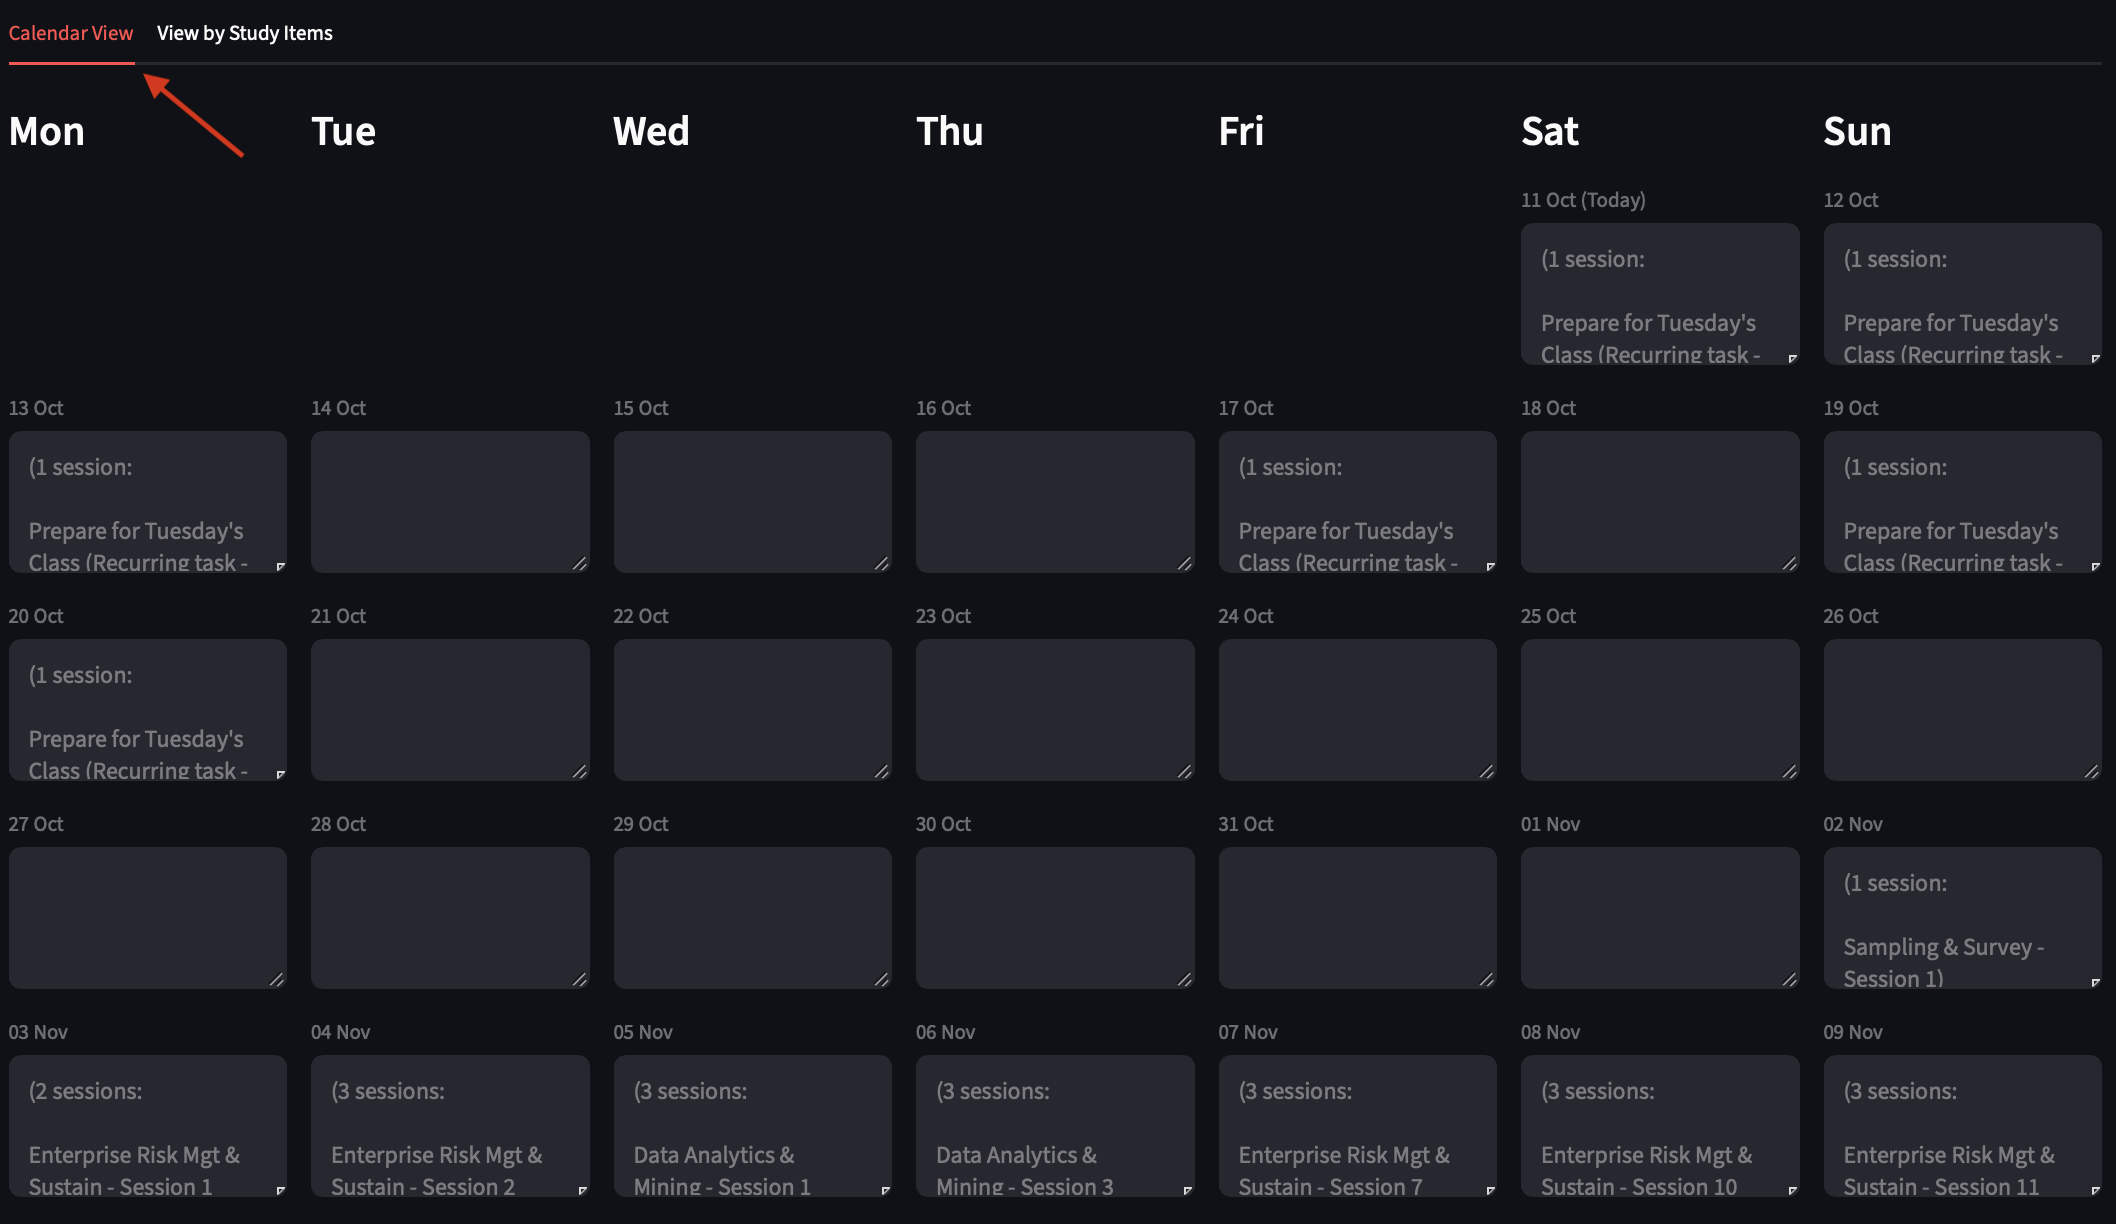 Calendar View View by Study Items
Mon Tue Wed Thu Fri Sat Sun
11 Oct (Today)
(1 session:
Prepare for Tuesday's
Class (Recurring task -
12 Oct
(1 session:
Prepare for Tuesday's
Class (Recurring task -
13 Oct
(1 session:
Prepare for Tuesday's
Class (Recurring task -
14 Oct
15 Oct
16 Oct
17 Oct
(1 session:
Prepare for Tuesday's
Class (Recurring task -
18 Oct
19 Oct
(1 session:
Prepare for Tuesday's
Class (Recurring task -
20 Oct
(1 session:
Prepare for Tuesday's
Class (Recurring task -
21 Oct
22 Oct
23 Oct
24 Oct
25 Oct
26 Oct
27 Oct
28 Oct
29 Oct
30 Oct
31 Oct
01 Nov
02 Nov
(1 session:
Sampling & Survey -
Session 1)
03 Nov
(2 sessions:
Enterprise Risk Mgt &
Sustain - Session 1
04 Nov
(3 sessions:
Enterprise Risk Mgt &
Sustain - Session 2
05 Nov
(3 sessions:
Data Analytics &
Mining - Session 1
06 Nov
(3 sessions:
Data Analytics &
Mining - Session 3
07 Nov
(3 sessions:
Enterprise Risk Mgt &
Sustain - Session 7
08 Nov
(3 sessions:
Enterprise Risk Mgt &
Sustain - Session 10
09 Nov
(3 sessions:
Enterprise Risk Mgt &
Sustain - Session 11